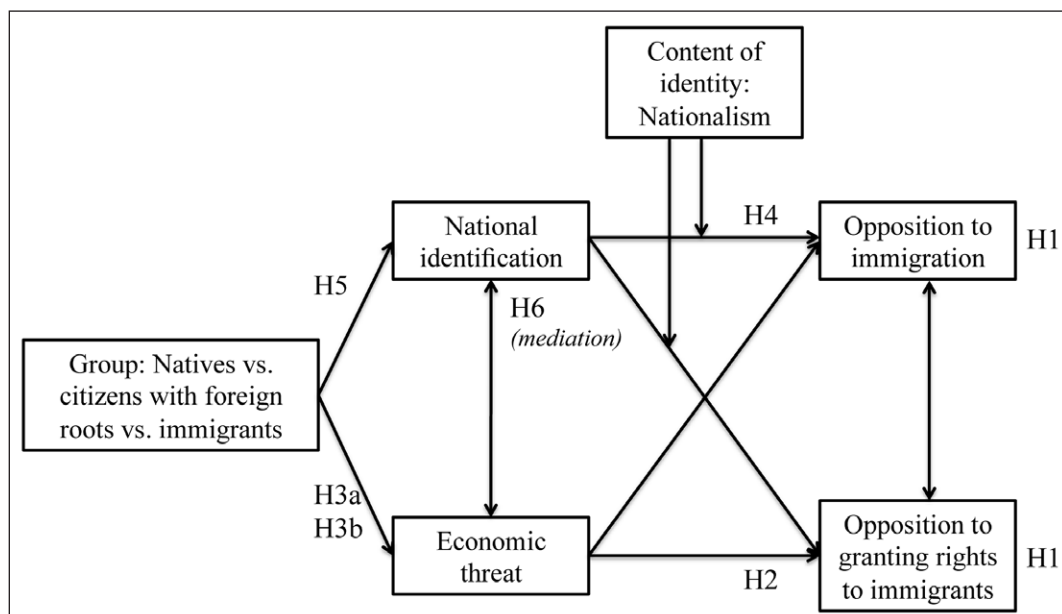 Content of
identity:
Nationalism
National
identification
H4
Opposition to
immigration
H1
H5
H6
(mediation)
Group: Natives vs.
citizens with foreign
roots vs. immigrants
H3a
H3b
Economic
threat
H2
Opposition to
granting rights
to immigrants
H1